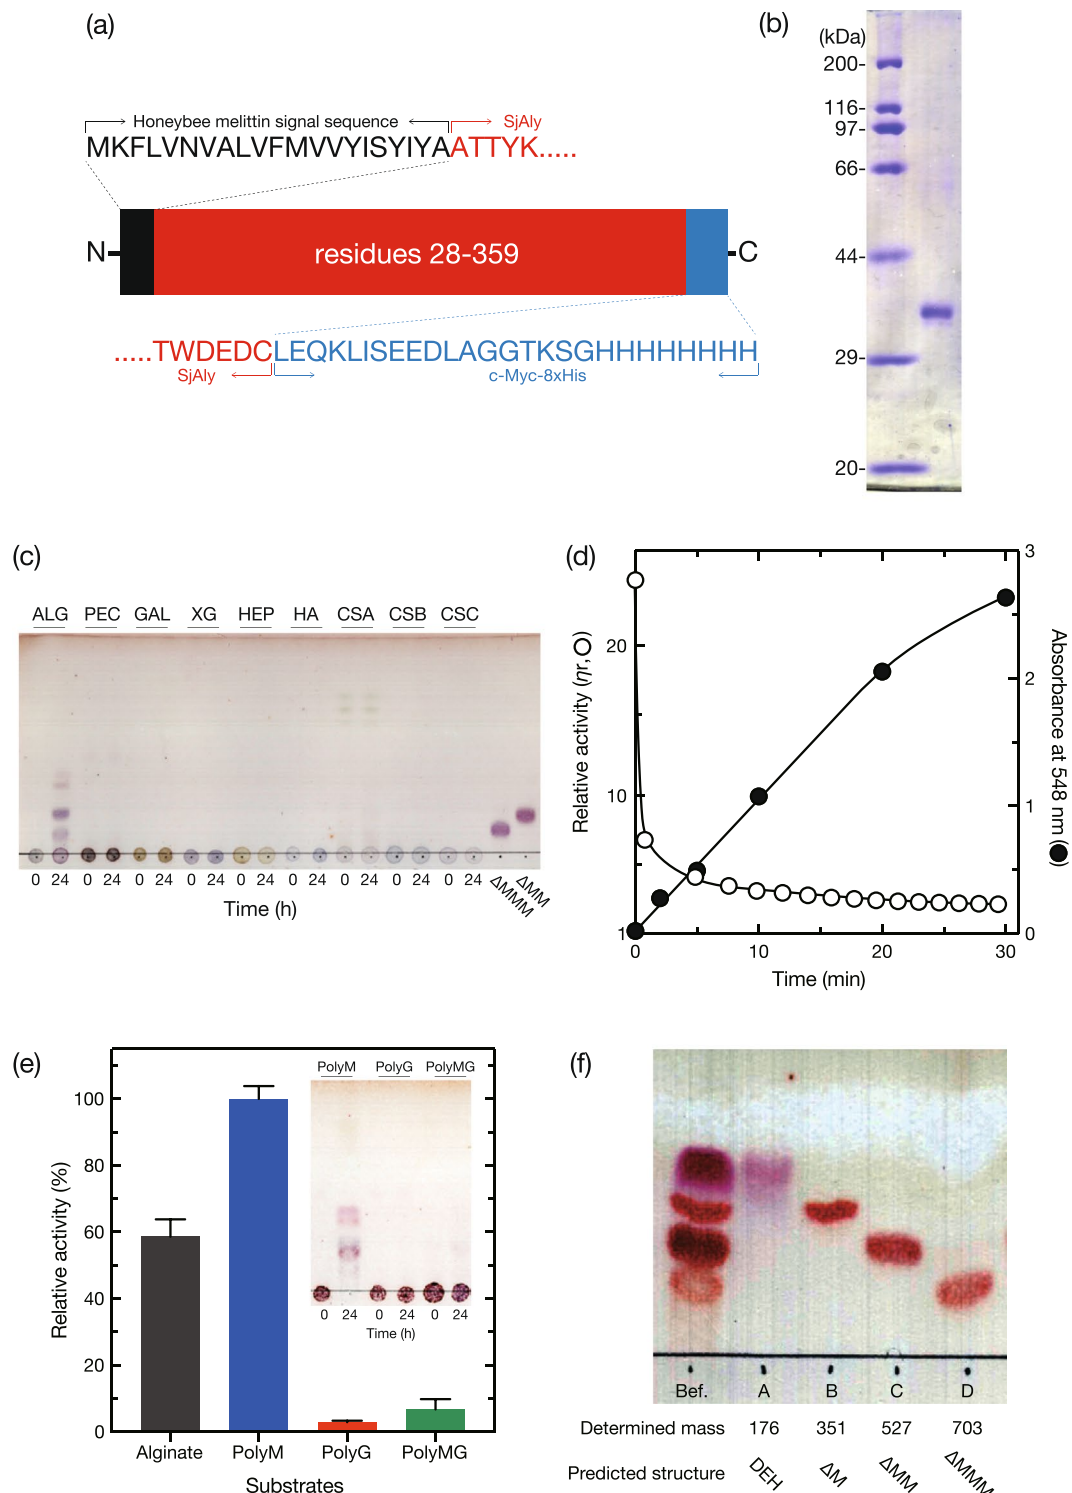 (a)
Honeybee melittin signal sequence
SjAly
MKFLVNVALVFMVVYISYIYAATTYK.....
N
residues 28-359
C
.....TWDEDCLEQKLISEEDLAGGTKSGHHHHHHHH
SjAly
c-Myc-8xHis
(b)
(kDa)
200-
116-
97-
66-
44-
29-
20-
(c)
ALG PEC GAL XG HEP HA CSA CSB CSC
0 24 0 24 0 24 0 24 0 24 0 24 0 24 0 24 0 24 ΔMMM ΔMM
Time (h)
(d)
Relative activity (ηr, ○)
20
10
1
3
2
1
0
Absorbance at 548 nm (●)
0 10 20 30
Time (min)
(e)
Relative activity (%)
100
80
60
40
20
0
Alginate PolyM PolyG PolyMG
Substrates
PolyM PolyG PolyMG
0 24 0 24 0 24
Time (h)
(f)
Bef. A B C D
Determined mass 176 351 527 703
Predicted structure DEH ΔM ΔMM ΔMMM